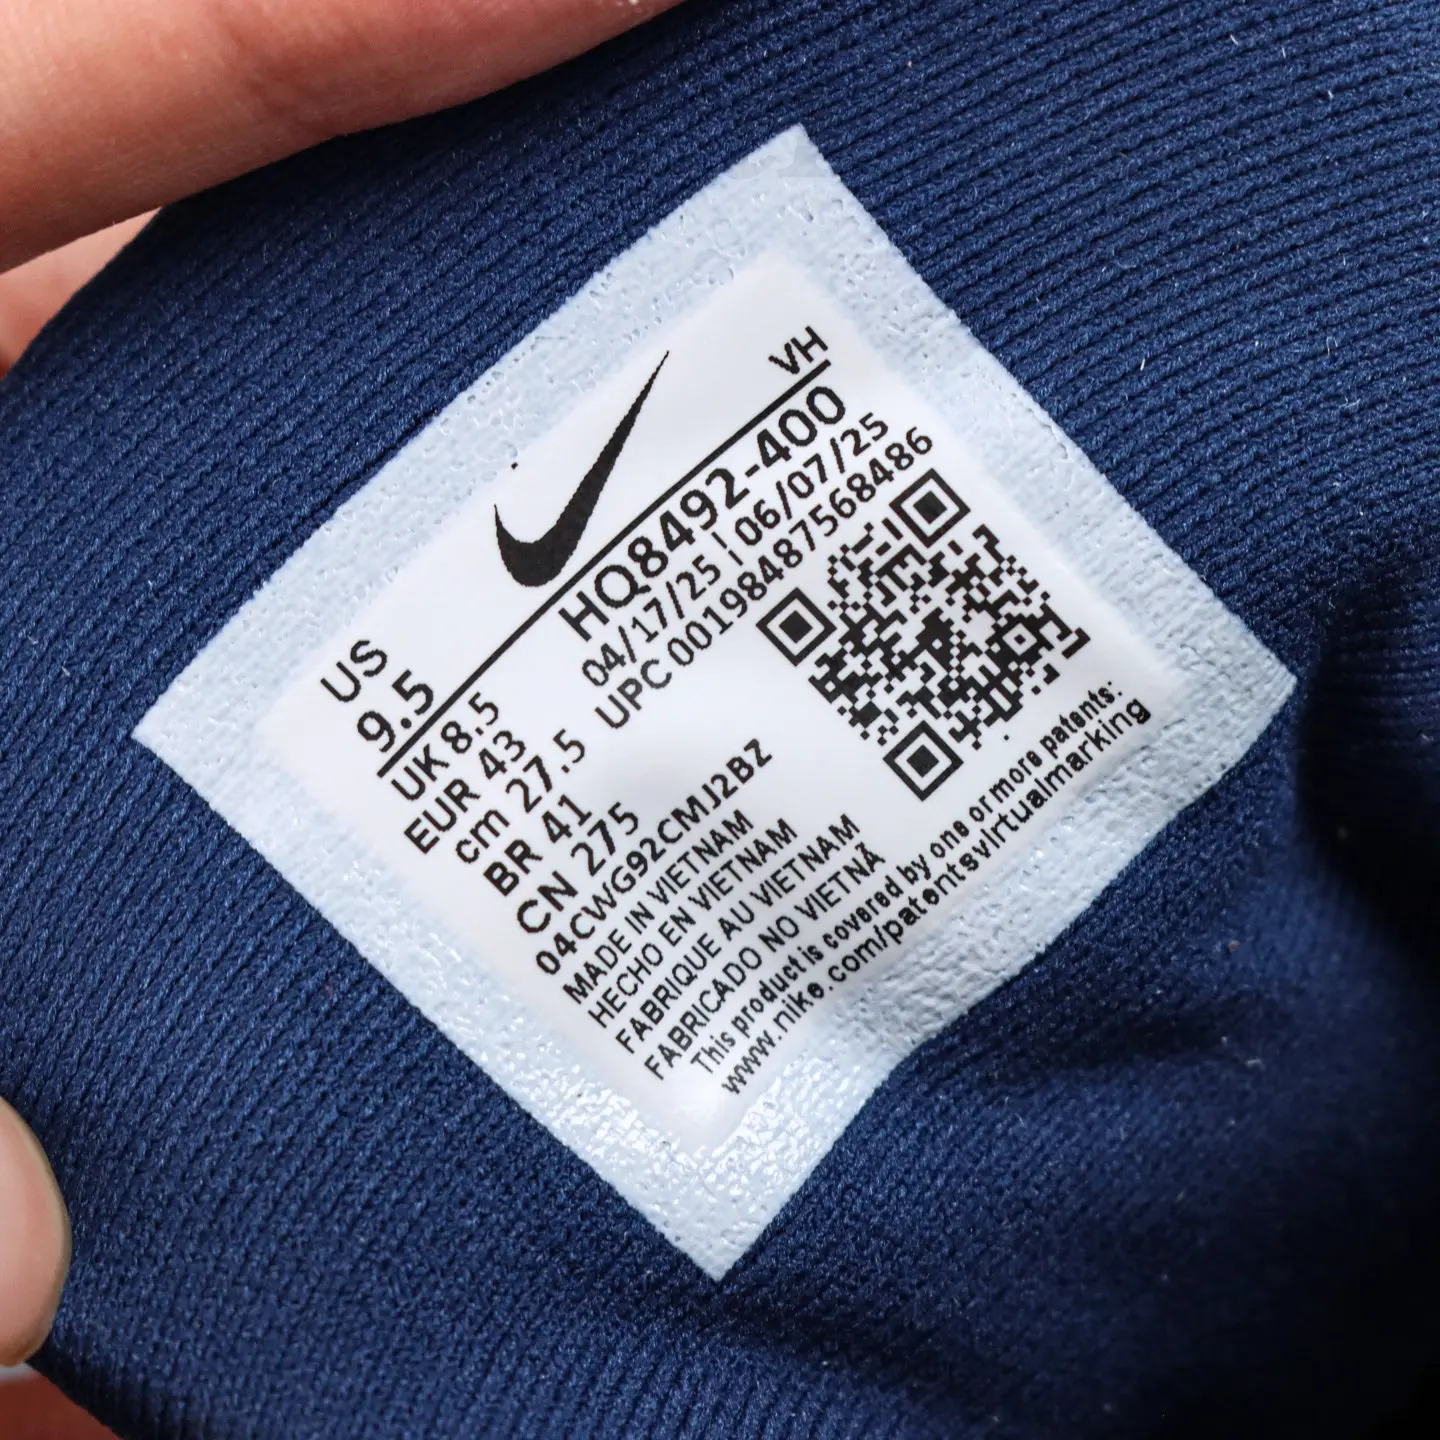 VH
US
9.5
HQ8492-400
04/17/25 | 06/07/25
UPC 00198487568486
UK 8.5
EUR 43
cm 27.5
BR 41
CN 275
04CWG92CMJ2BZ
MADE IN VIETNAM
HECHO EN VIETNAM
FABRIQUE AU VIETNAM
FABRICADO NO VIETNÃ
This product is covered by one or more patents:
www.nike.com/patentsvirtualmarking